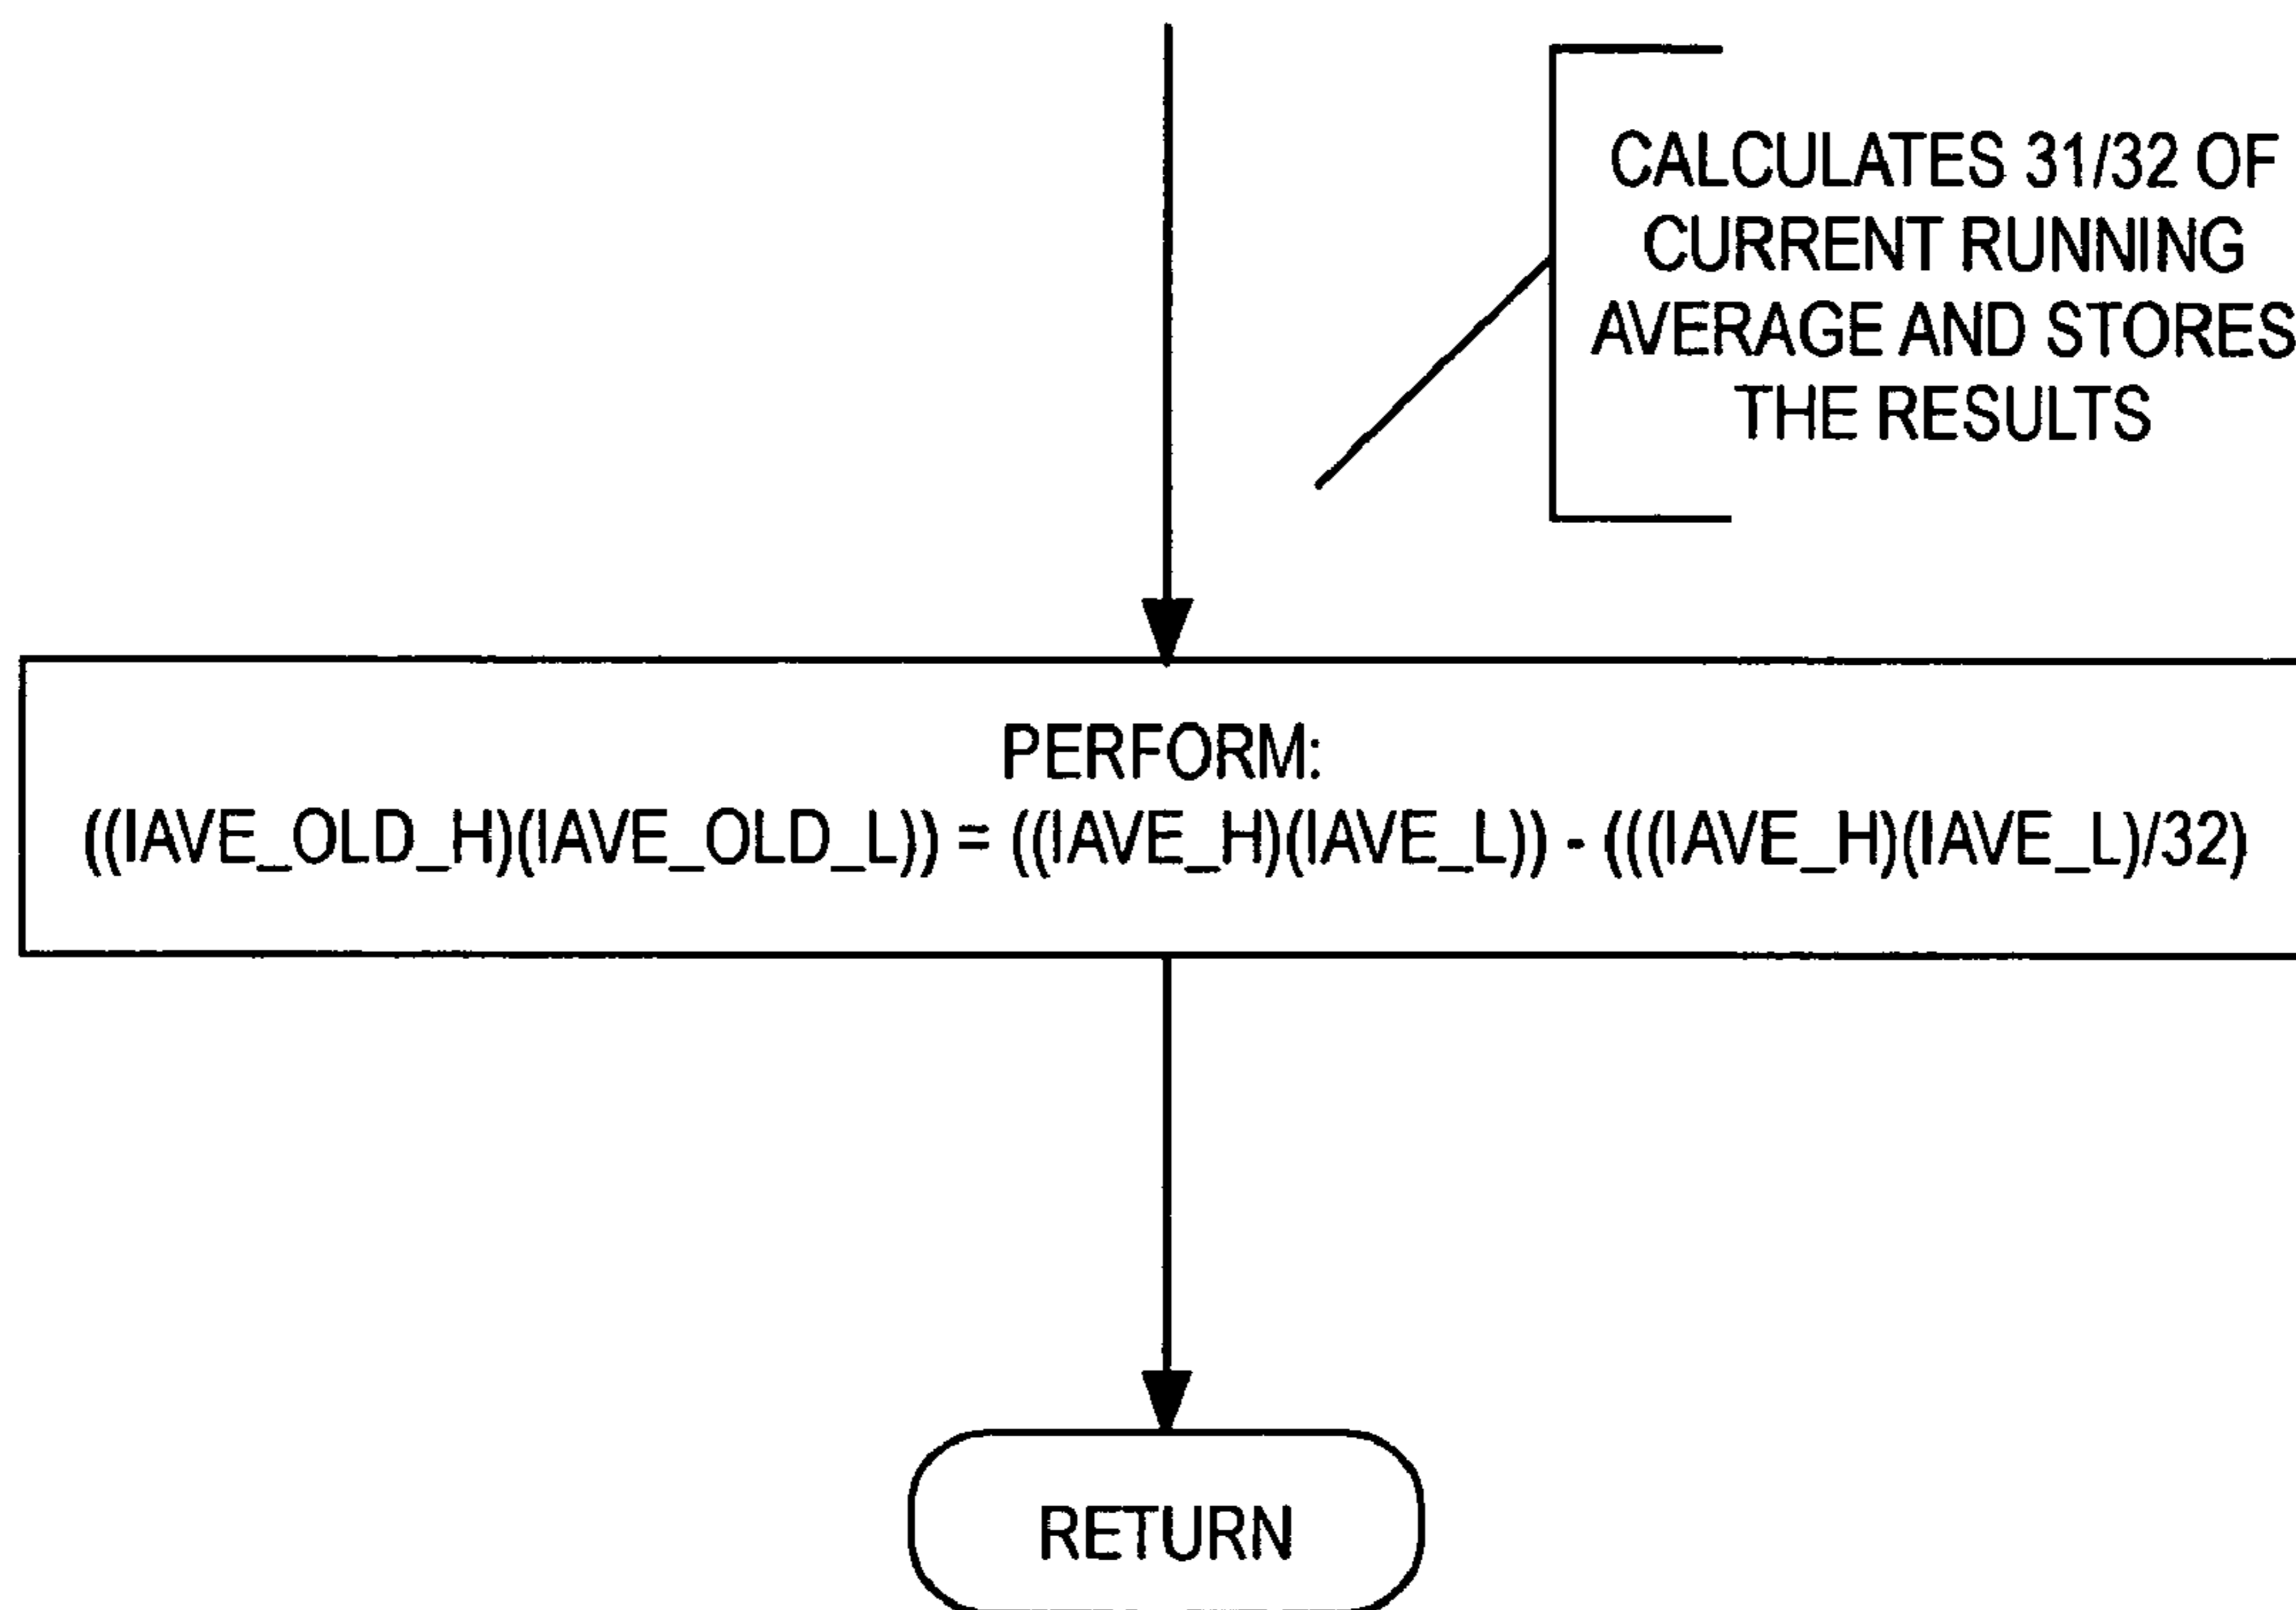 CALCULATES 31/32 OF
CURRENT RUNNING
AVERAGE AND STORES
THE RESULTS
PERFORM:
((IAVE_OLD_H)(IAVE_OLD_L)) = ((IAVE_H)(IAVE_L)) - (((IAVE_H)(IAVE_L)/32)
RETURN